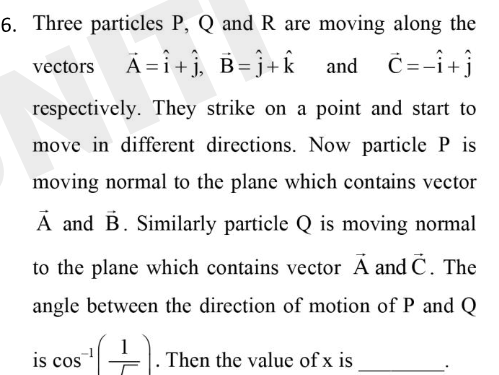 6. Three particles P, Q and R are moving along the
vectors A⃗ = î + ĵ, B⃗ = ĵ + k̂ and C⃗ = −î + ĵ
respectively. They strike on a point and start to
move in different directions. Now particle P is
moving normal to the plane which contains vector
A⃗ and B⃗. Similarly particle Q is moving normal
to the plane which contains vector A⃗ and C⃗. The
angle between the direction of motion of P and Q
is cos⁻¹(1/√). Then the value of x is ________.